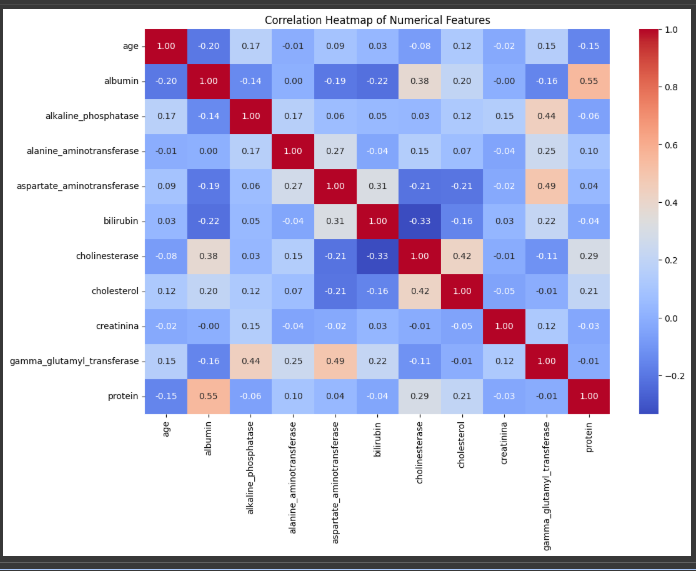 Correlation Heatmap of Numerical Features
age 1.00 -0.20 0.17 -0.01 0.09 0.03 -0.08 0.12 -0.02 0.15 -0.15
albumin -0.20 1.00 -0.14 0.00 -0.19 -0.22 0.38 0.20 -0.00 -0.16 0.55
alkaline_phosphatase 0.17 -0.14 1.00 0.17 0.06 0.05 0.03 0.12 0.15 0.44 -0.06
alanine_aminotransferase -0.01 0.00 0.17 1.00 0.27 -0.04 0.15 0.07 -0.04 0.25 0.10
aspartate_aminotransferase 0.09 -0.19 0.06 0.27 1.00 0.31 -0.21 -0.21 -0.02 0.49 0.04
bilirubin 0.03 -0.22 0.05 -0.04 0.31 1.00 -0.33 -0.16 0.03 0.22 -0.04
cholinesterase -0.08 0.38 0.03 0.15 -0.21 -0.33 1.00 0.42 -0.01 -0.11 0.29
cholesterol 0.12 0.20 0.12 0.07 -0.21 -0.16 0.42 1.00 -0.05 -0.01 0.21
creatinina -0.02 -0.00 0.15 -0.04 -0.02 0.03 -0.01 -0.05 1.00 0.12 -0.03
gamma_glutamyl_transferase 0.15 -0.16 0.44 0.25 0.49 0.22 -0.11 -0.01 0.12 1.00 -0.01
protein -0.15 0.55 -0.06 0.10 0.04 -0.04 0.29 0.21 -0.03 -0.01 1.00
age
albumin
alkaline_phosphatase
alanine_aminotransferase
aspartate_aminotransferase
bilirubin
cholinesterase
cholesterol
creatinina
gamma_glutamyl_transferase
protein
1.0
0.8
0.6
0.4
0.2
0.0
−0.2